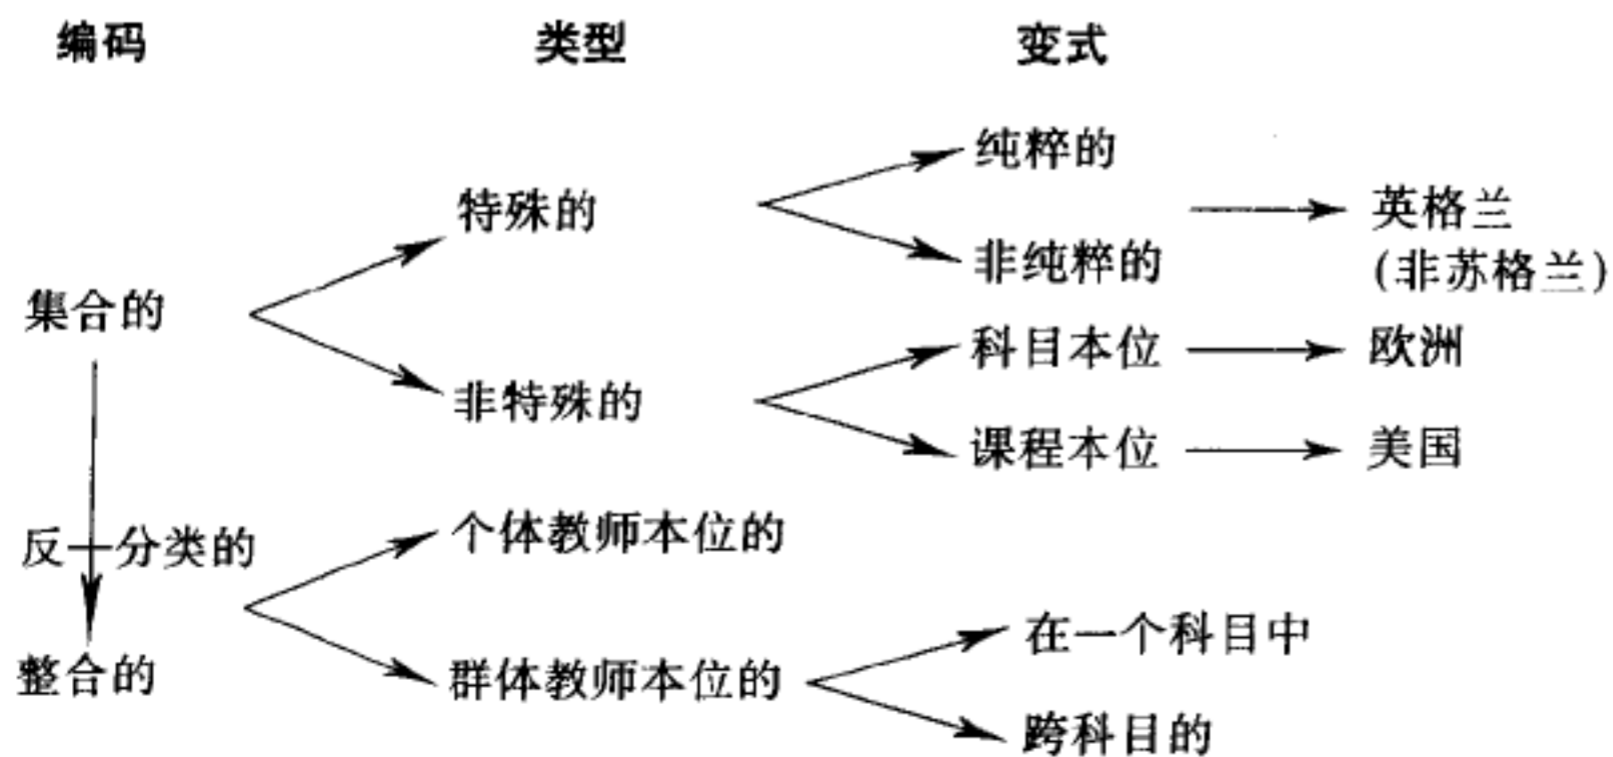 编码 类型 变式
纯粹的
特殊的 英格兰
非纯粹的 (非苏格兰)
集合的
科目本位 欧洲
非特殊的
课程本位 美国
个体教师本位的
反—分类的
在一个科目中
整合的 群体教师本位的
跨科目的